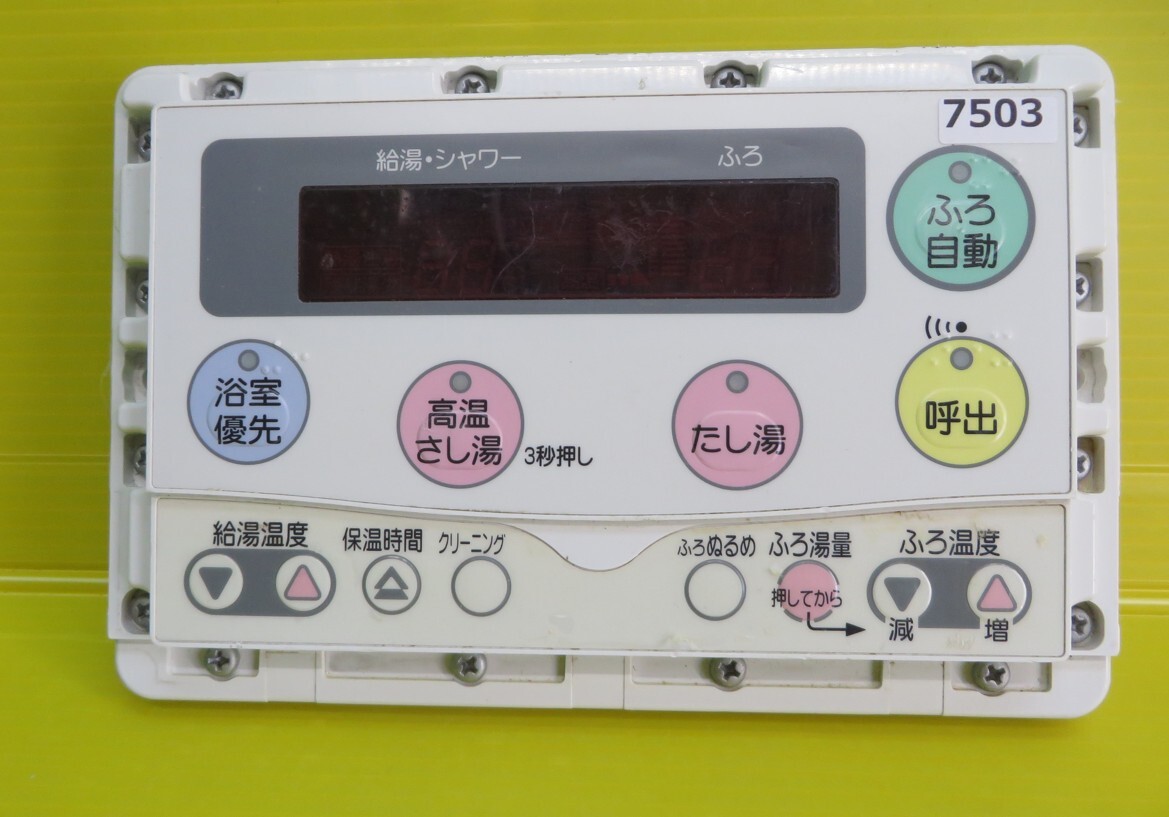 7503
給湯・シャワー ふろ
ふろ
自動
浴室
優先
高温
さし湯
3秒押し
たし湯
呼出
給湯温度
保温時間
クリーニング
ふろぬるめ
ふろ湯量
押してから
ふろ温度
減
増